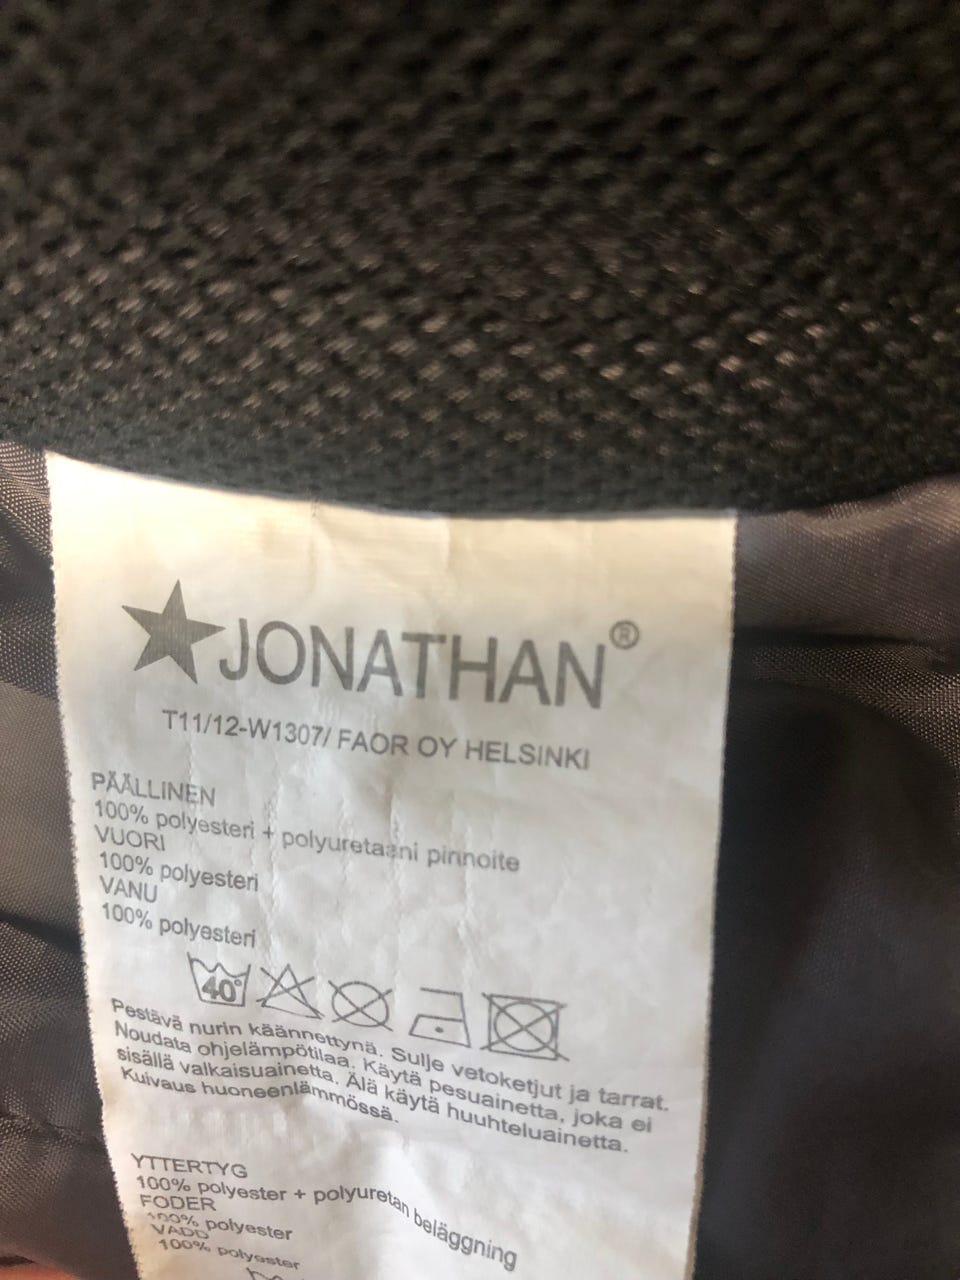 JONATHAN®
T11/12-W1307/ FAOR OY HELSINKI
PÄÄLLINEN
100% polyesteri + polyuretaani pinnoite
VUORI
100% polyesteri
VANU
100% polyesteri
40°
Pestävä nurin käännettynä. Sulje vetoketjut ja tarrat.
Noudata ohjelämpötilaa. Käytä pesuainetta, joka ei
sisällä valkaisuainetta. Älä käytä huuhteluainetta.
Kuivaus huoneenlämmössä.
YTTERTYG
100% polyester + polyuretan beläggning
FODER
100% polyester
VADD
100% polyester